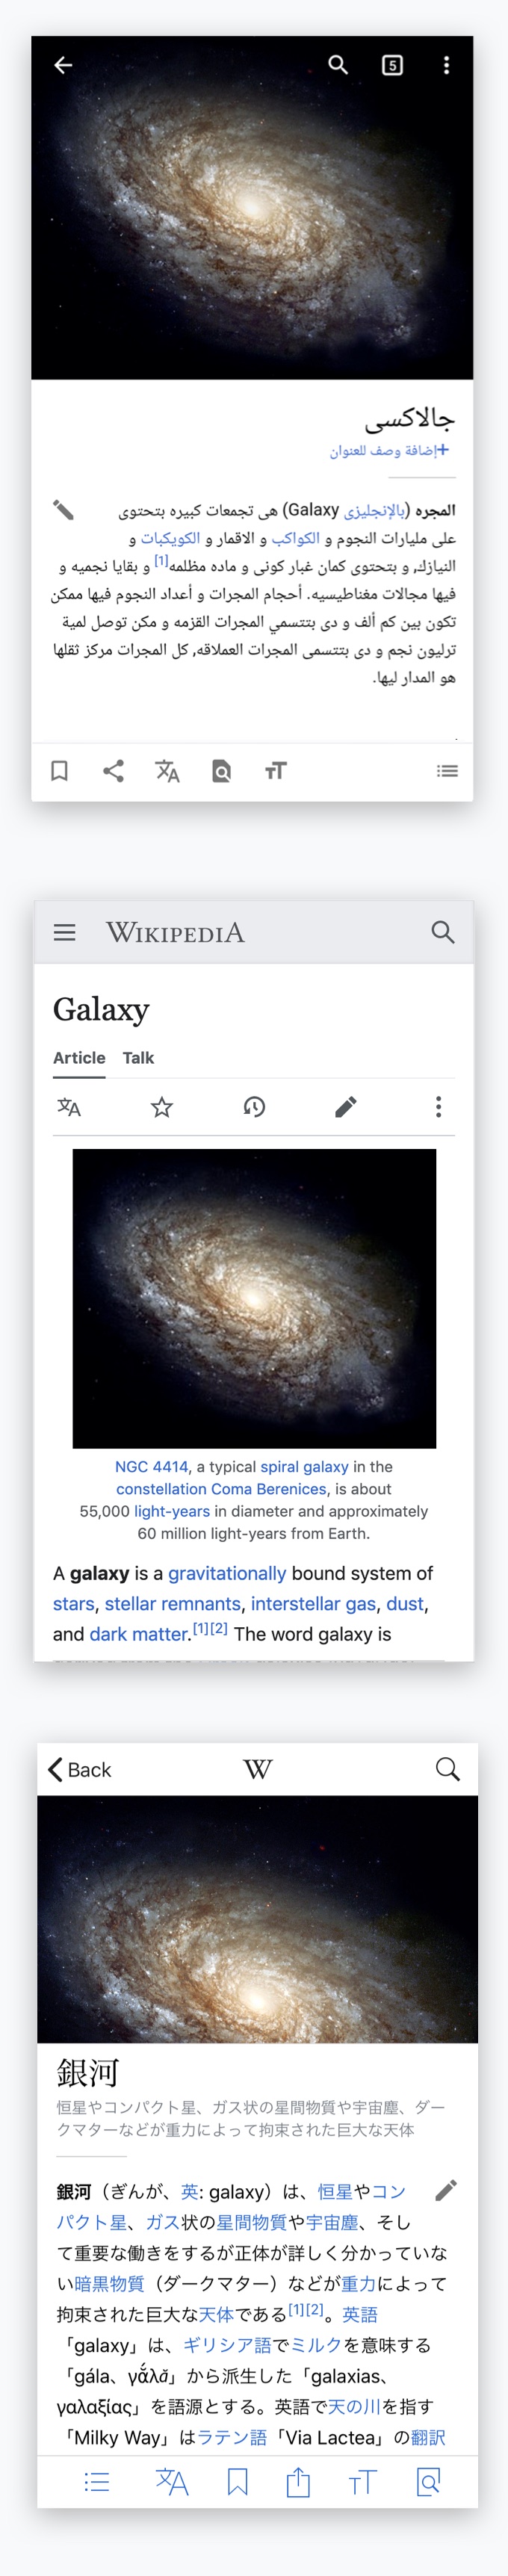 5
جالاكسى
+إضافة وصف للعنوان
المجره (بالإنجليزى Galaxy) هى تجمعات كبيره بتحتوى
على مليارات النجوم و الكواكب و الاقمار و الكويكبات و
النيازك, و بتحتوى كمان غبار كونى و ماده مظلمه[1] و بقايا نجميه و
فيها مجالات مغناطيسيه. أحجام المجرات و أعداد النجوم فيها ممكن
تكون بين كم ألف و دى بتتسمي المجرات القزمه و مكن توصل لمية
ترليون نجم و دى بتتسمى المجرات العملاقه, كل المجرات مركز ثقلها
هو المدار ليها.
.
WIKIPEDIA
Galaxy
Article Talk
NGC 4414, a typical spiral galaxy in the
constellation Coma Berenices, is about
55,000 light-years in diameter and approximately
60 million light-years from Earth.
A galaxy is a gravitationally bound system of
stars, stellar remnants, interstellar gas, dust,
and dark matter.[1][2] The word galaxy is
Back W
銀河
恒星やコンパクト星、ガス状の星間物質や宇宙塵、ダー
クマターなどが重力によって拘束された巨大な天体
銀河（ぎんが、英: galaxy）は、恒星やコン
パクト星、ガス状の星間物質や宇宙塵、そし
て重要な働きをするが正体が詳しく分かっていな
い暗黒物質（ダークマター）などが重力によって
拘束された巨大な天体である[1][2]。英語
「galaxy」は、ギリシア語でミルクを意味する
「gála、γᾰ́λᾰ」から派生した「galaxias、
γαλαξίας」を語源とする。英語で天の川を指す
「Milky Way」はラテン語「Via Lactea」の翻訳